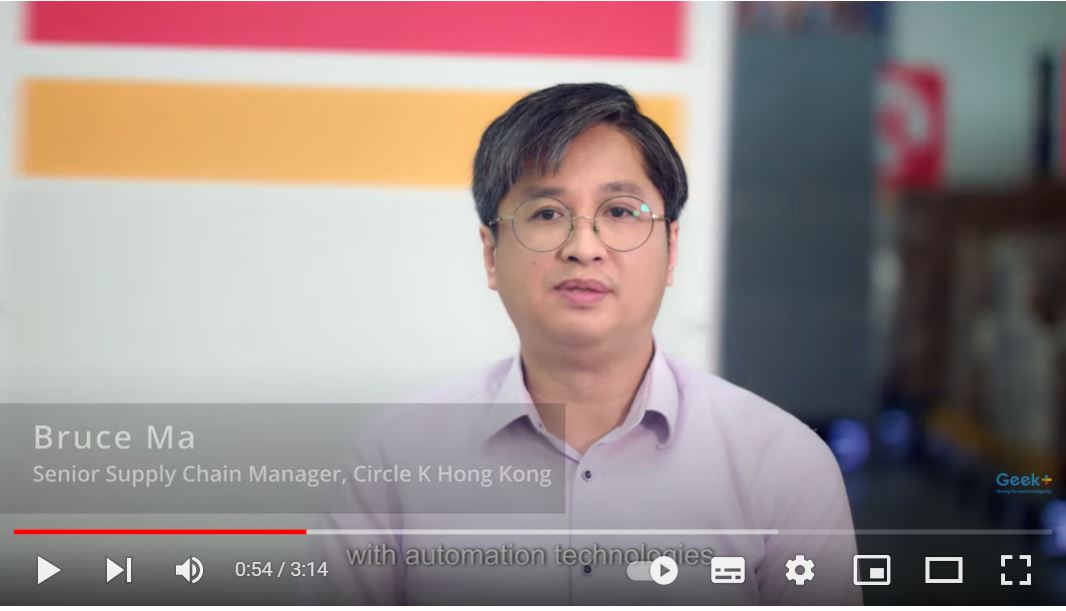 Bruce Ma
Senior Supply Chain Manager, Circle K Hong Kong
Geek+
with automation technologies
0:54 / 3:14